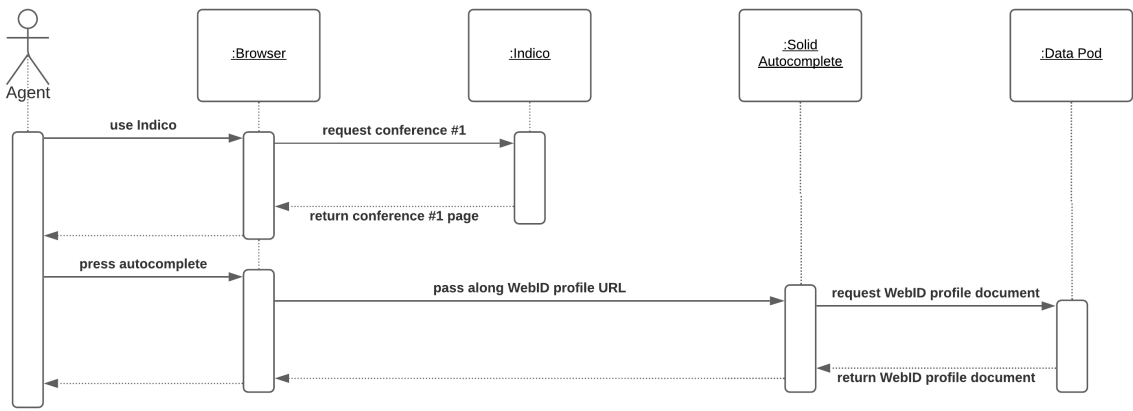 :Browser
:Indico
:Solid
Autocomplete
:Data Pod
Agent
use Indico
request conference #1
return conference #1 page
press autocomplete
pass along WebID profile URL
request WebID profile document
return WebID profile document